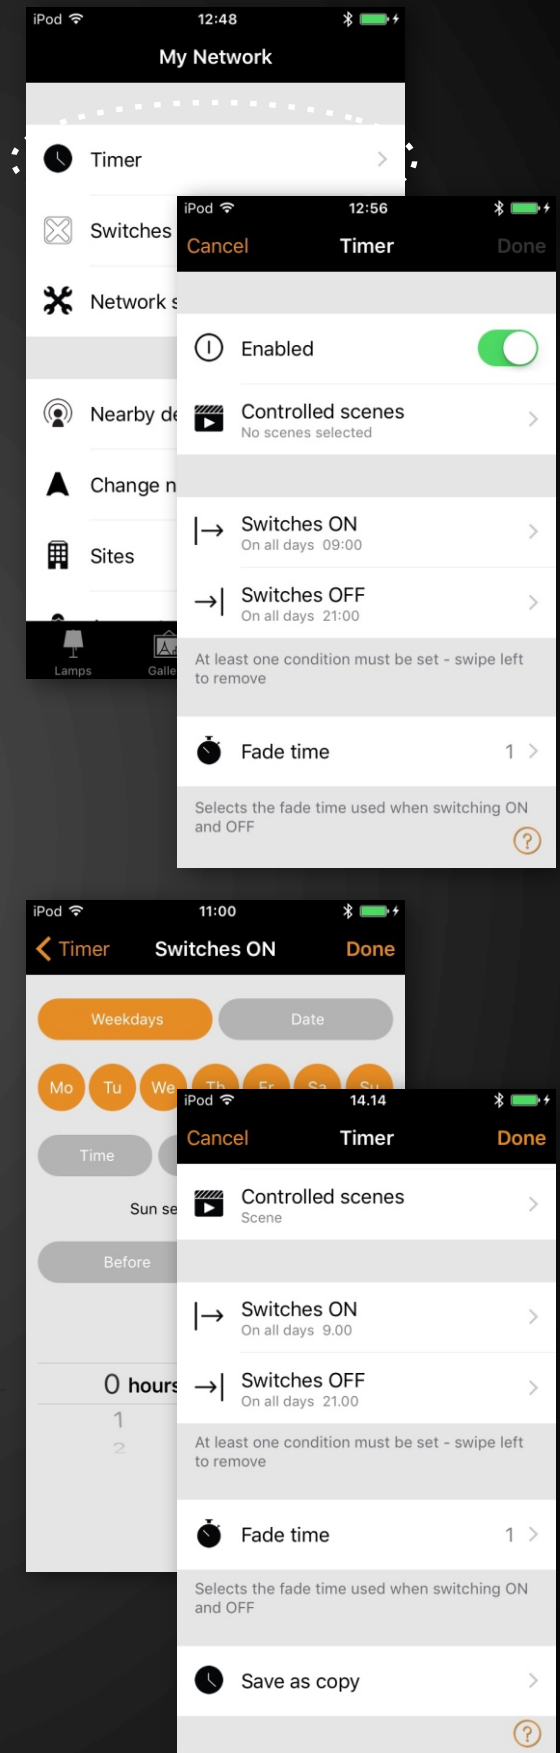 iPod 12:48
My Network
Timer
Switches
Network s
Nearby de
Change n
Sites
Lamps
Galle
iPod 12:56
Cancel Timer Done
Enabled
Controlled scenes
No scenes selected
Switches ON
On all days 09:00
Switches OFF
On all days 21:00
At least one condition must be set - swipe left
to remove
Fade time 1
Selects the fade time used when switching ON
and OFF
?
iPod 11:00
Timer Switches ON Done
Weekdays Date
Mo Tu We Th Fr Sa Su
Time
Sun se
Before
0 hours
1
2
iPod 14.14
Cancel Timer Done
Controlled scenes
Scene
Switches ON
On all days 9.00
Switches OFF
On all days 21.00
At least one condition must be set - swipe left
to remove
Fade time 1
Selects the fade time used when switching ON
and OFF
Save as copy
?